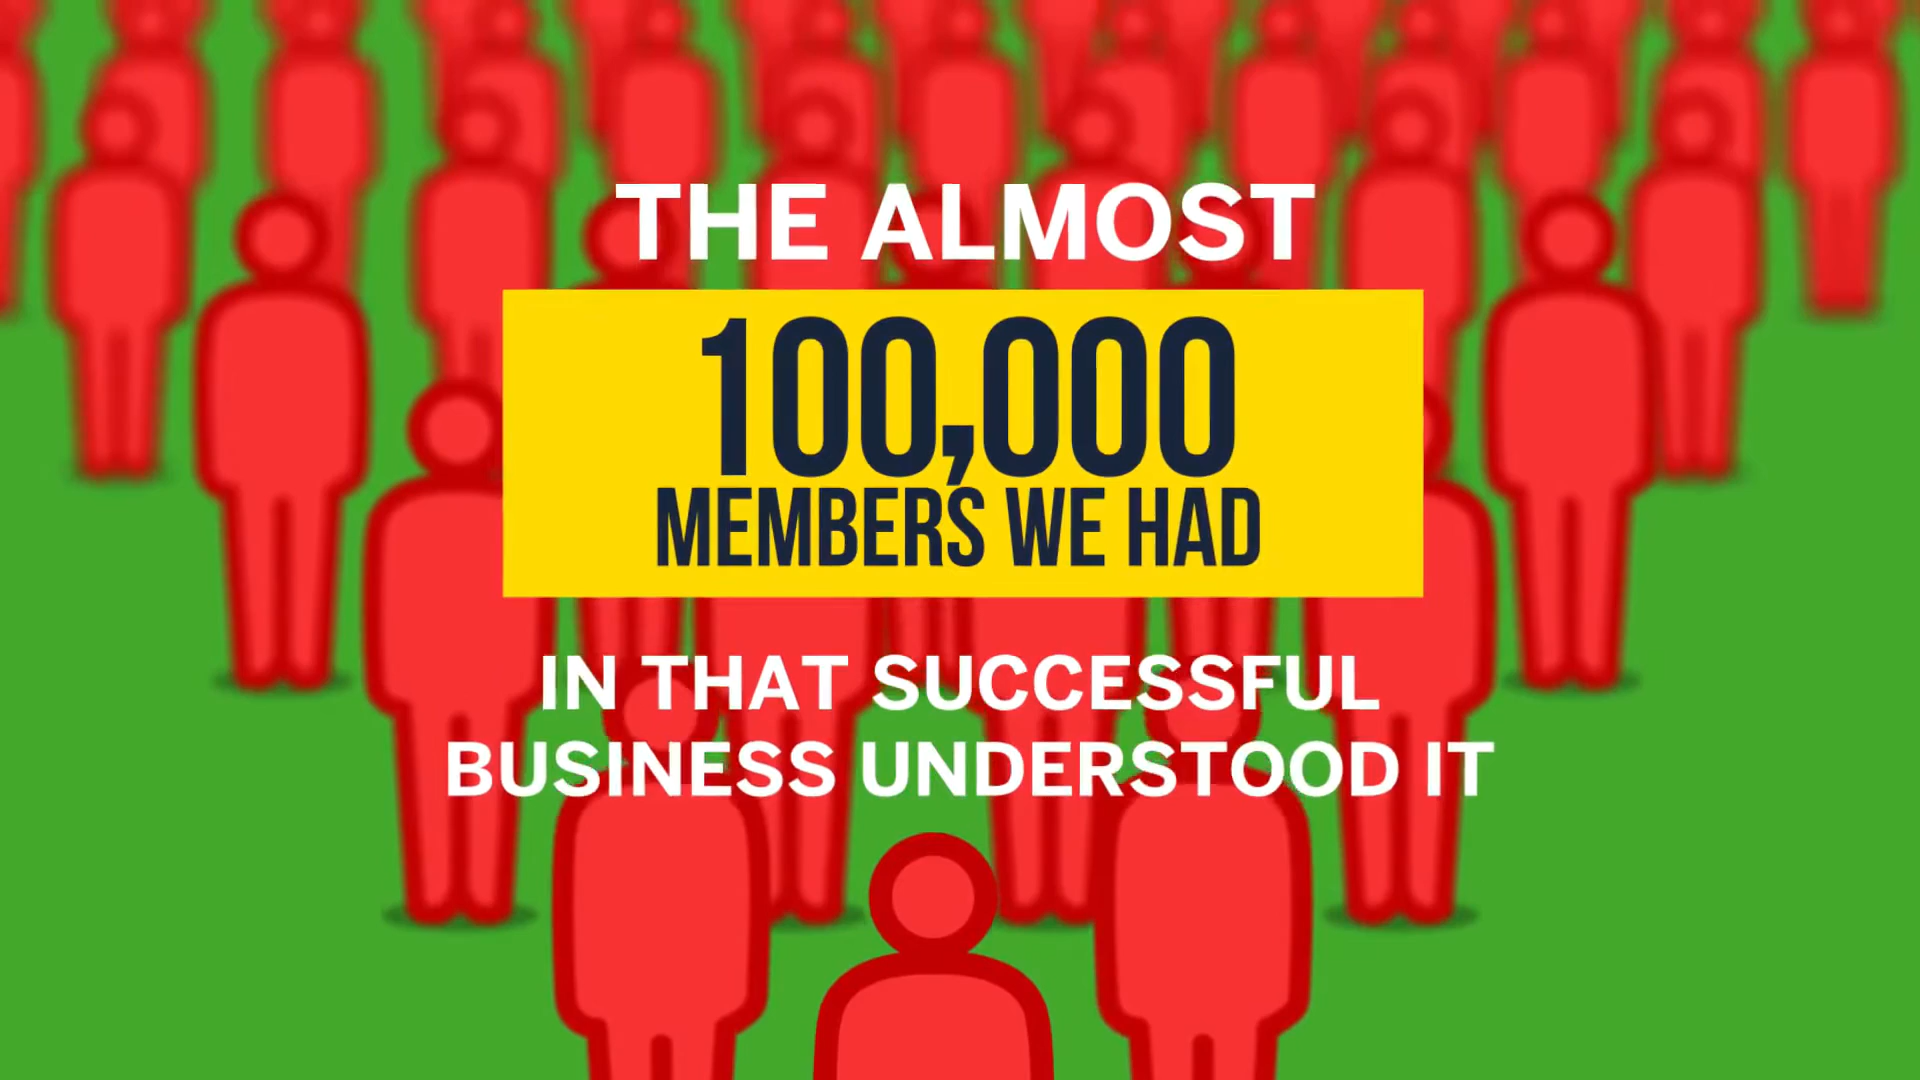 THE ALMOST
100,000
MEMBERS WE HAD
IN THAT SUCCESSFUL
BUSINESS UNDERSTOOD IT